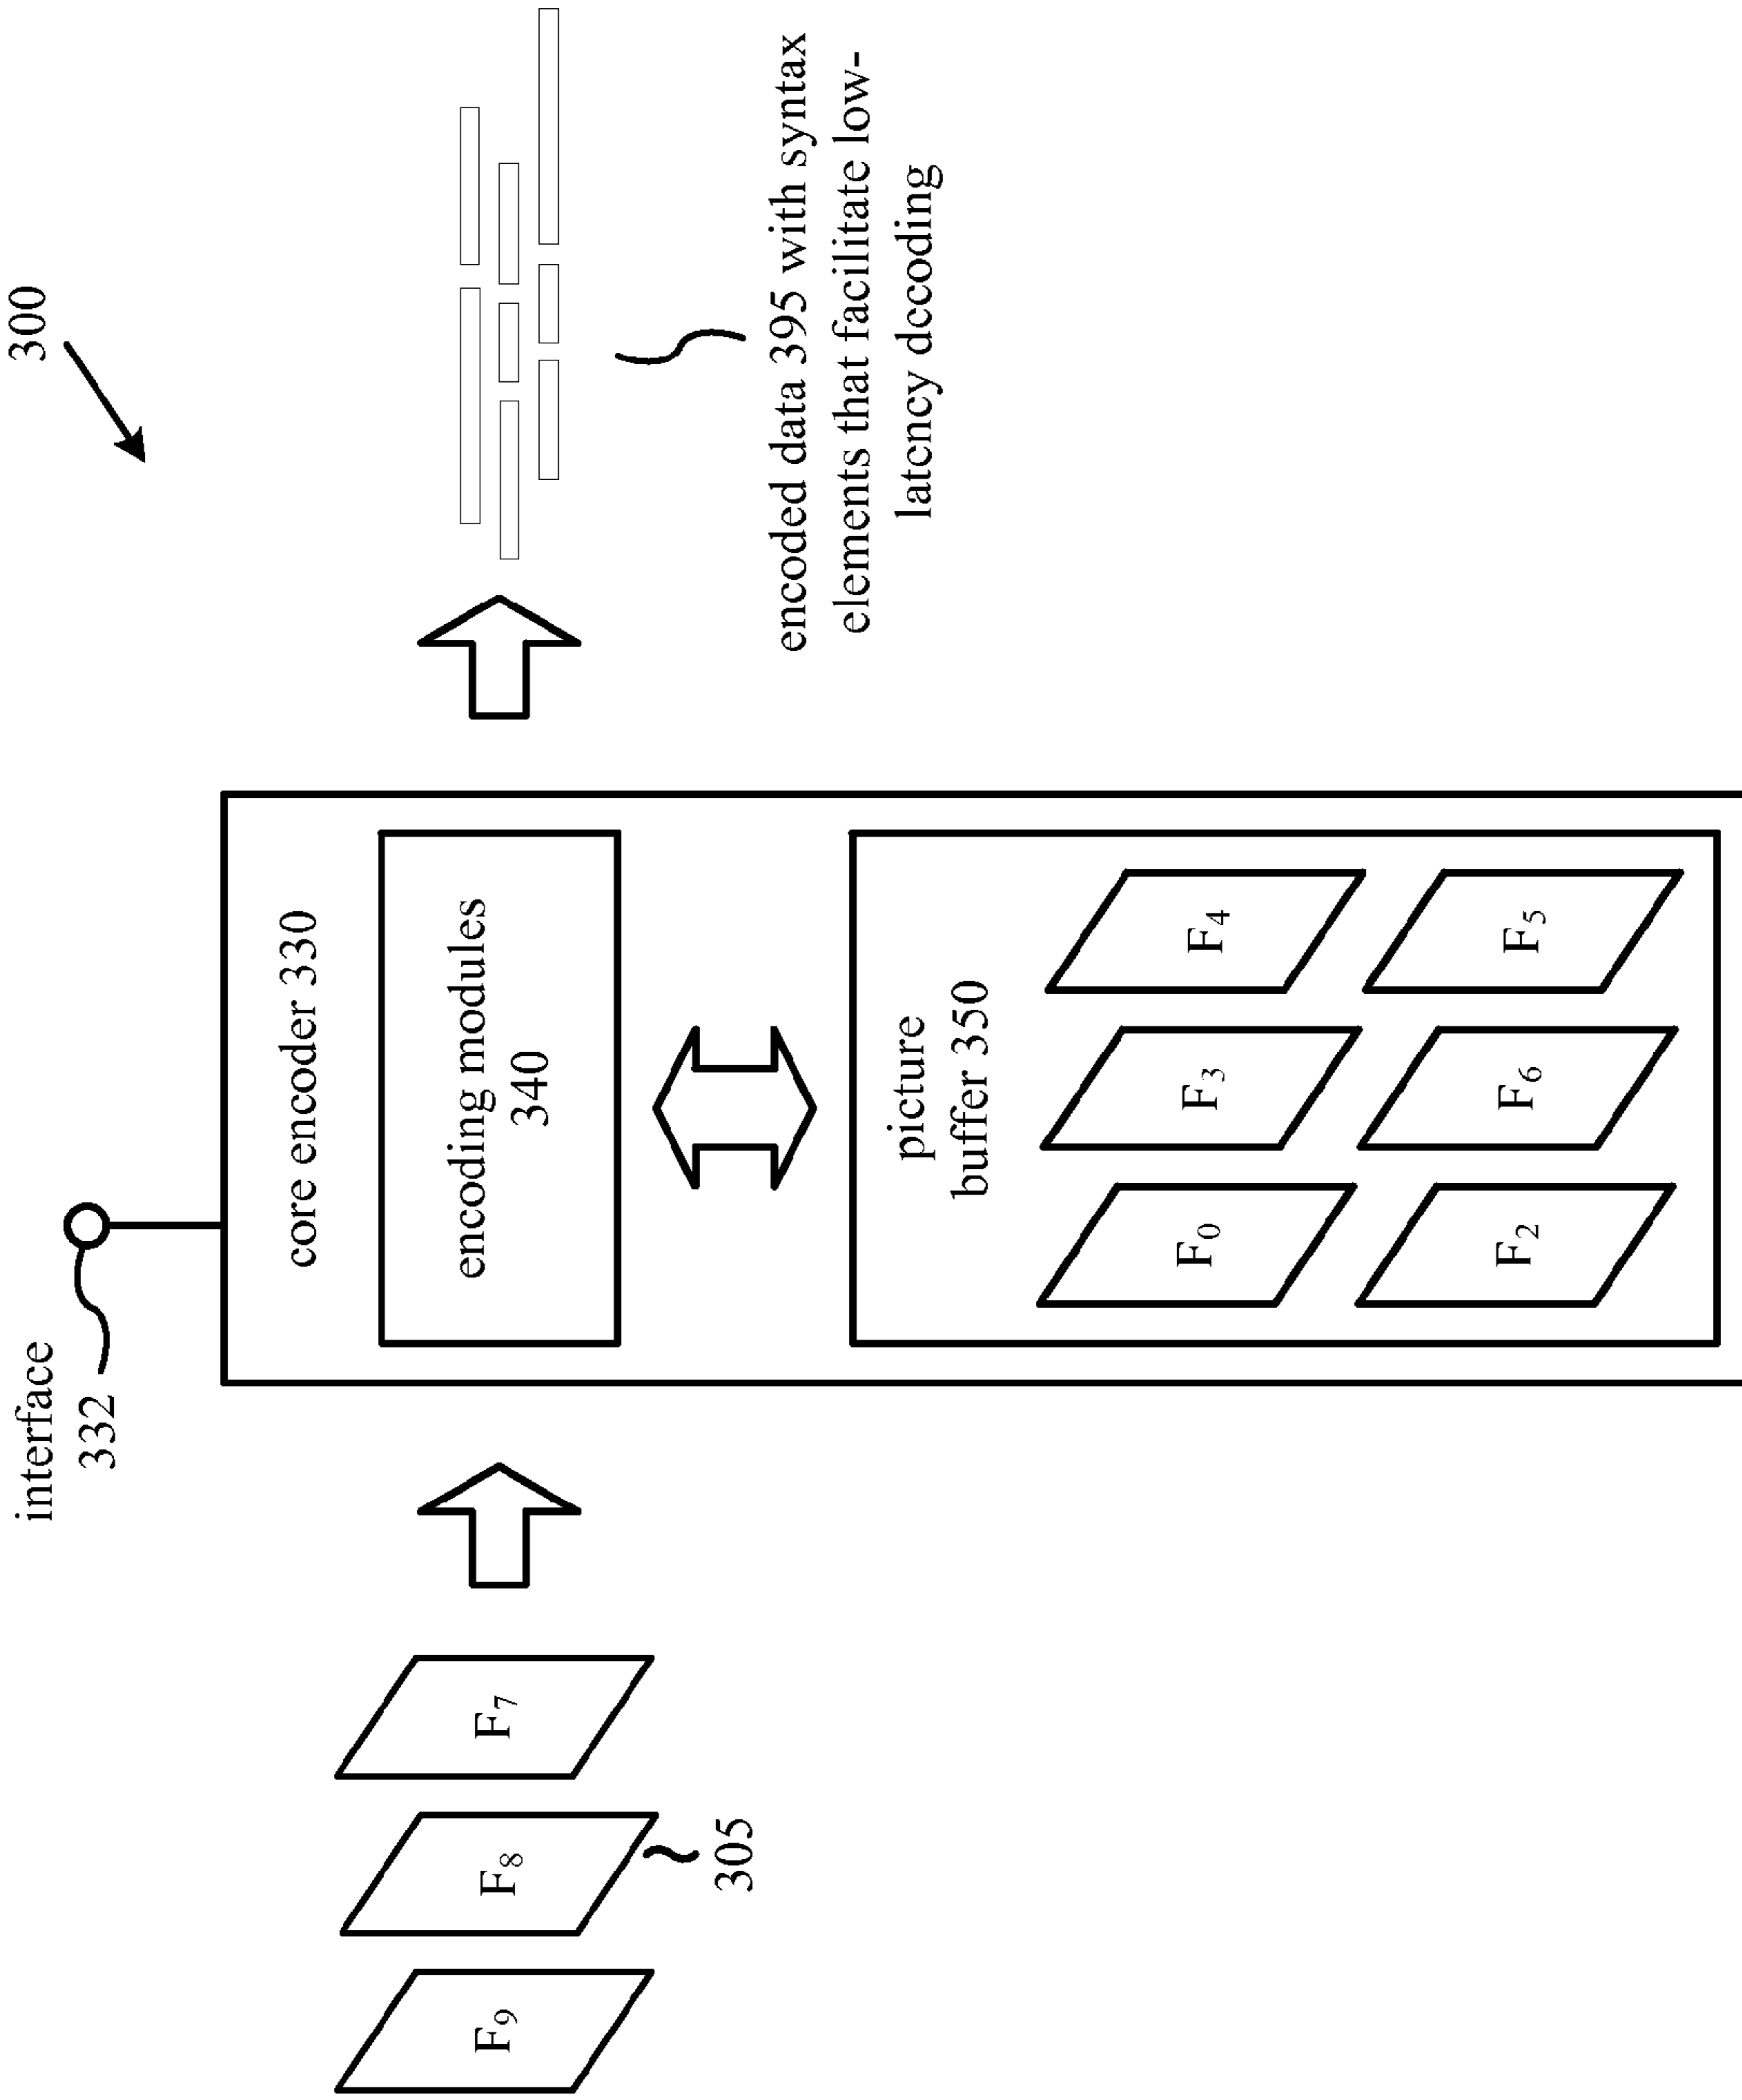 300
interface
332
core encoder 330
encoding modules
340
F9
F8
F7
305
encoded data 395 with syntax
elements that facilitate low-
latency dccoding
picture
buffer 350
F0
F3
F4
F2
F6
F5